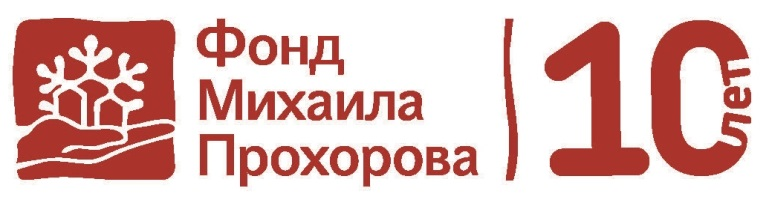 Фонд
Михаила
Прохорова
10
лет